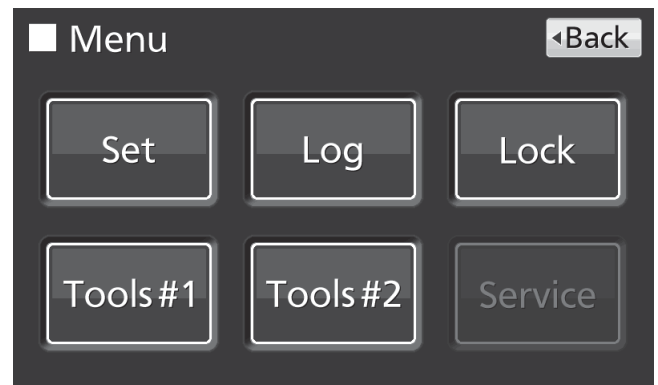 Menu
◂Back
Set
Log
Lock
Tools#1
Tools#2
Service